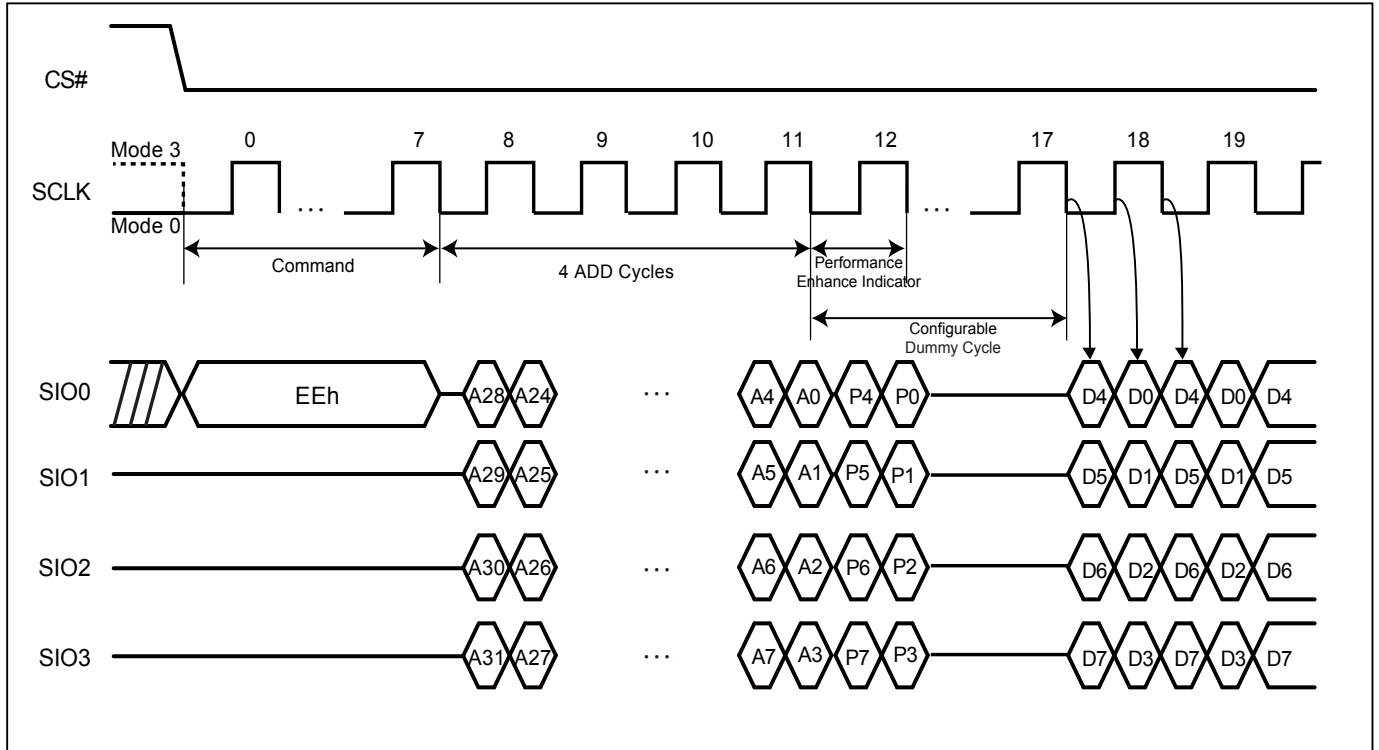 CS#
0 ... 7 8 9 10 11 12 ... 17 18 19
Mode 3
SCLK
Mode 0
Command
4 ADD Cycles
Performance
Enhance Indicator
Configurable
Dummy Cycle
SIO0 EEh A28 A24 ... A4 A0 P4 P0 D4 D0 D4 D0 D4
SIO1 A29 A25 ... A5 A1 P5 P1 D5 D1 D5 D1 D5
SIO2 A30 A26 ... A6 A2 P6 P2 D6 D2 D6 D2 D6
SIO3 A31 A27 ... A7 A3 P7 P3 D7 D3 D7 D3 D7